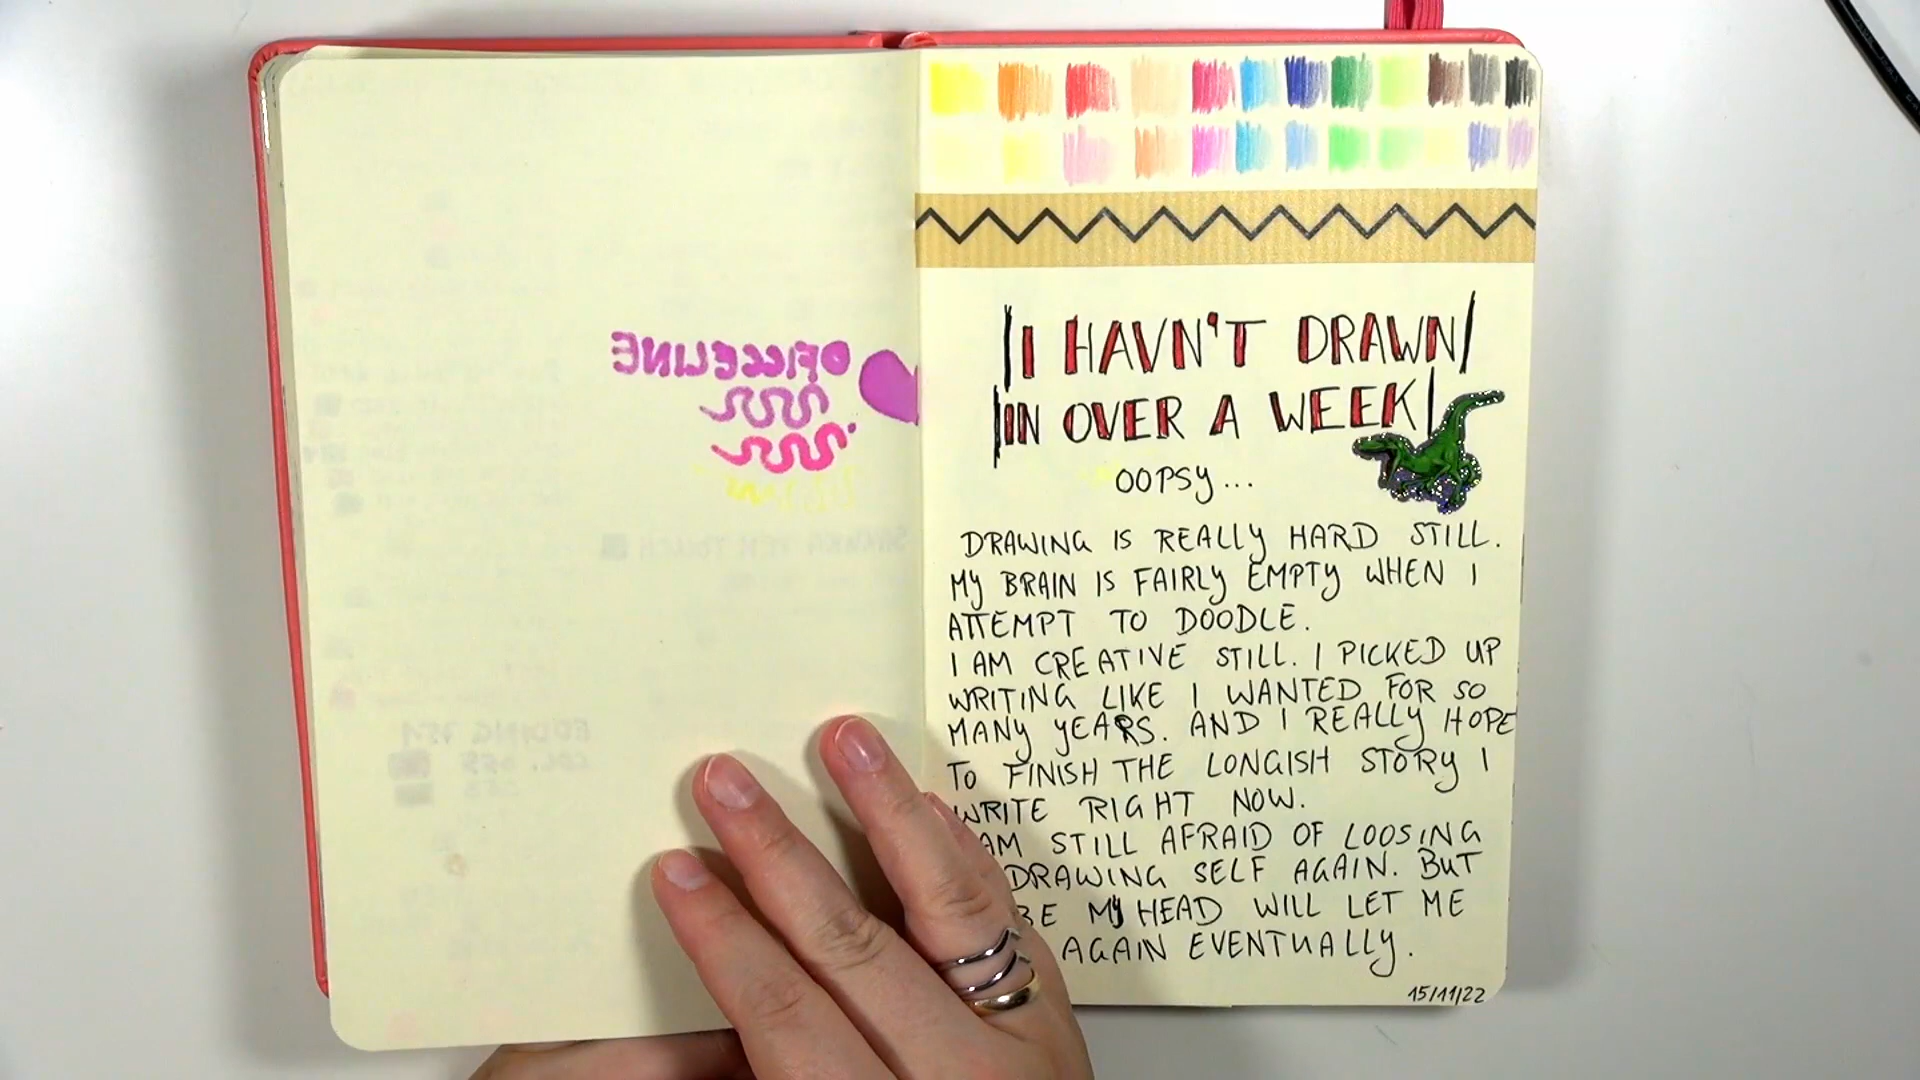 OFFICELINE
I HAVN'T DRAWN
IN OVER A WEEK
OOPSY...
DRAWING IS REALLY HARD STILL.
MY BRAIN IS FAIRLY EMPTY WHEN I
ATTEMPT TO DOODLE.
I AM CREATIVE STILL. I PICKED UP
WRITING LIKE I WANTED FOR SO
MANY YEARS. AND I REALLY HOPE
TO FINISH THE LONGISH STORY I
WRITE RIGHT NOW.
AM STILL AFRAID OF LOOSING
DRAWING SELF AGAIN. BUT
BE MY HEAD WILL LET ME
AGAIN EVENTUALLY.
15/11/22